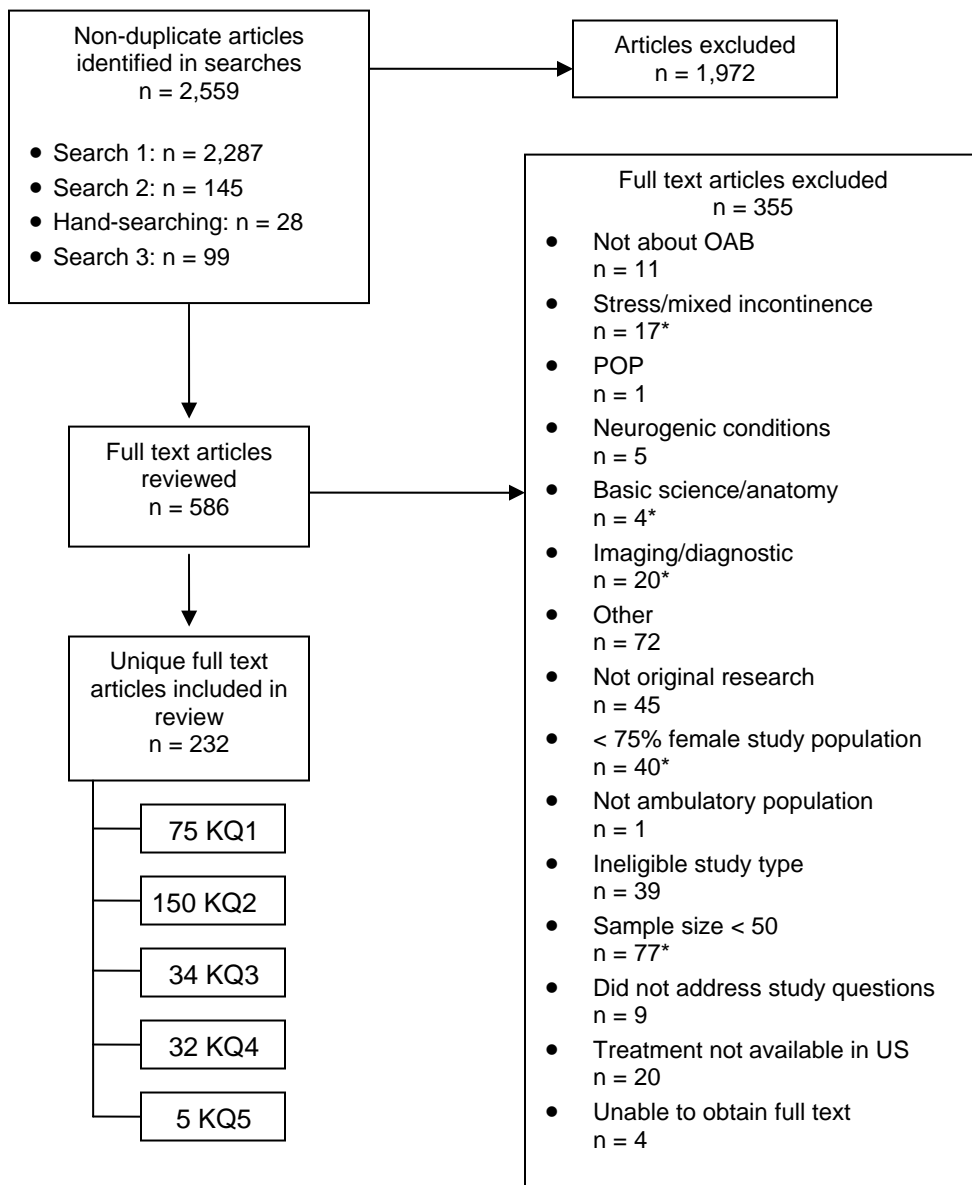 Non-duplicate articles
identified in searches
n = 2,559
• Search 1: n = 2,287
• Search 2: n = 145
• Hand-searching: n = 28
• Search 3: n = 99
Articles excluded
n = 1,972
Full text articles
reviewed
n = 586
Full text articles excluded
n = 355
• Not about OAB
n = 11
• Stress/mixed incontinence
n = 17*
• POP
n = 1
• Neurogenic conditions
n = 5
• Basic science/anatomy
n = 4*
• Imaging/diagnostic
n = 20*
• Other
n = 72
• Not original research
n = 45
• < 75% female study population
n = 40*
• Not ambulatory population
n = 1
• Ineligible study type
n = 39
• Sample size < 50
n = 77*
• Did not address study questions
n = 9
• Treatment not available in US
n = 20
• Unable to obtain full text
n = 4
Unique full text
articles included in
review
n = 232
75 KQ1
150 KQ2
34 KQ3
32 KQ4
5 KQ5